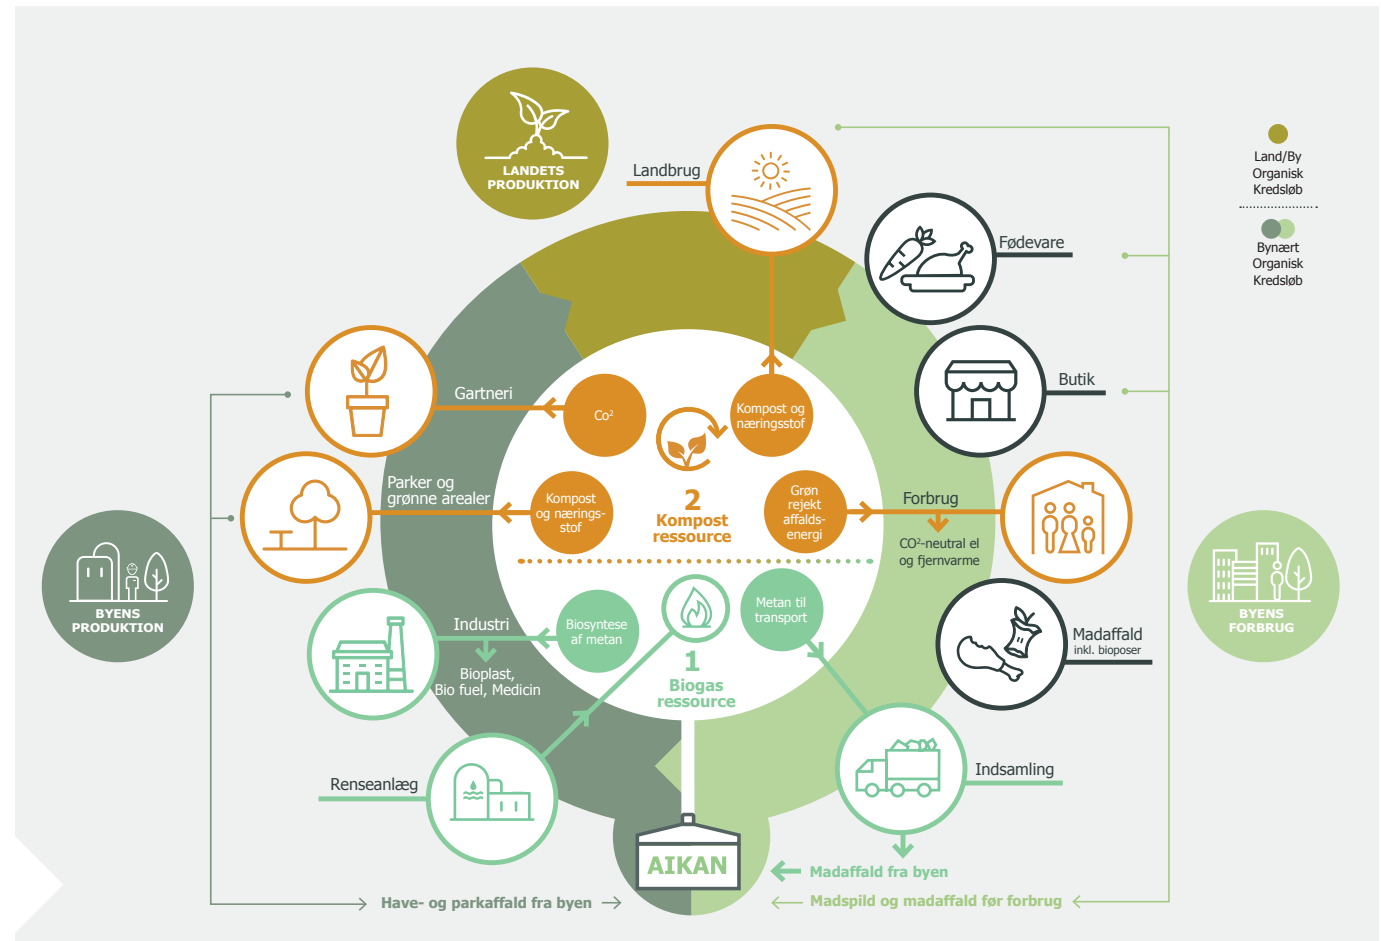 LANDETS
PRODUKTION
Landbrug
Land/By
Organisk
Kredsløb
Bynært
Organisk
Kredsløb
Fødevare
Butik
Gartneri
Co²
Kompost og
næringsstof
Parker og
grønne arealer
Kompost
og nærings-
stof
2
Kompost
ressource
Grøn
rejekt
affalds-
energi
Forbrug
CO²-neutral el
og fjernvarme
BYENS
PRODUKTION
BYENS
FORBRUG
Industri
Biosyntese
af metan
Metan til
transport
Bioplast,
Bio fuel, Medicin
1
Biogas
ressource
Madaffald
inkl. bioposer
Renseanlæg
Indsamling
AIKAN
Madaffald fra byen
Have- og parkaffald fra byen
Madspild og madaffald før forbrug